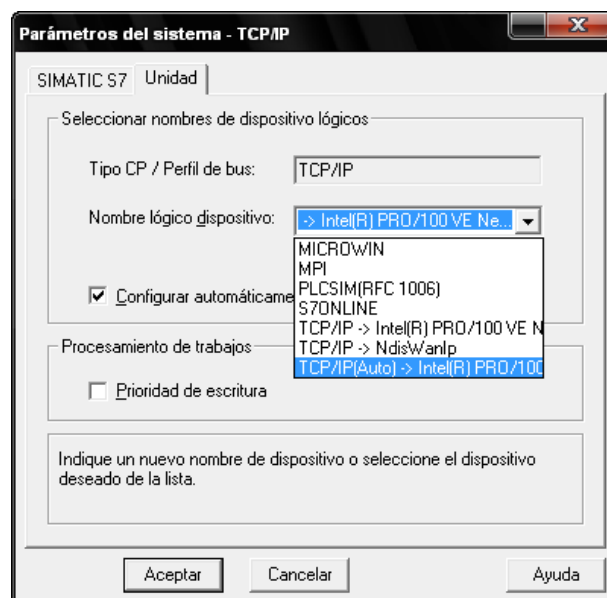 Parámetros del sistema - TCP/IP
SIMATIC S7 Unidad
Seleccionar nombres de dispositivo lógicos
Tipo CP / Perfil de bus: TCP/IP
Nombre lógico dispositivo: -> Intel(R) PRO/100 VE Ne...
MICROWIN
MPI
PLCSIM(RFC 1006)
S7ONLINE
Configurar automáticame
TCP/IP -> Intel(R) PRO/100 VE N
TCP/IP -> NdisWanIp
TCP/IP(Auto) -> Intel(R) PRO/100
Procesamiento de trabajos
Prioridad de escritura
Indique un nuevo nombre de dispositivo o seleccione el dispositivo
deseado de la lista.
Aceptar Cancelar Ayuda